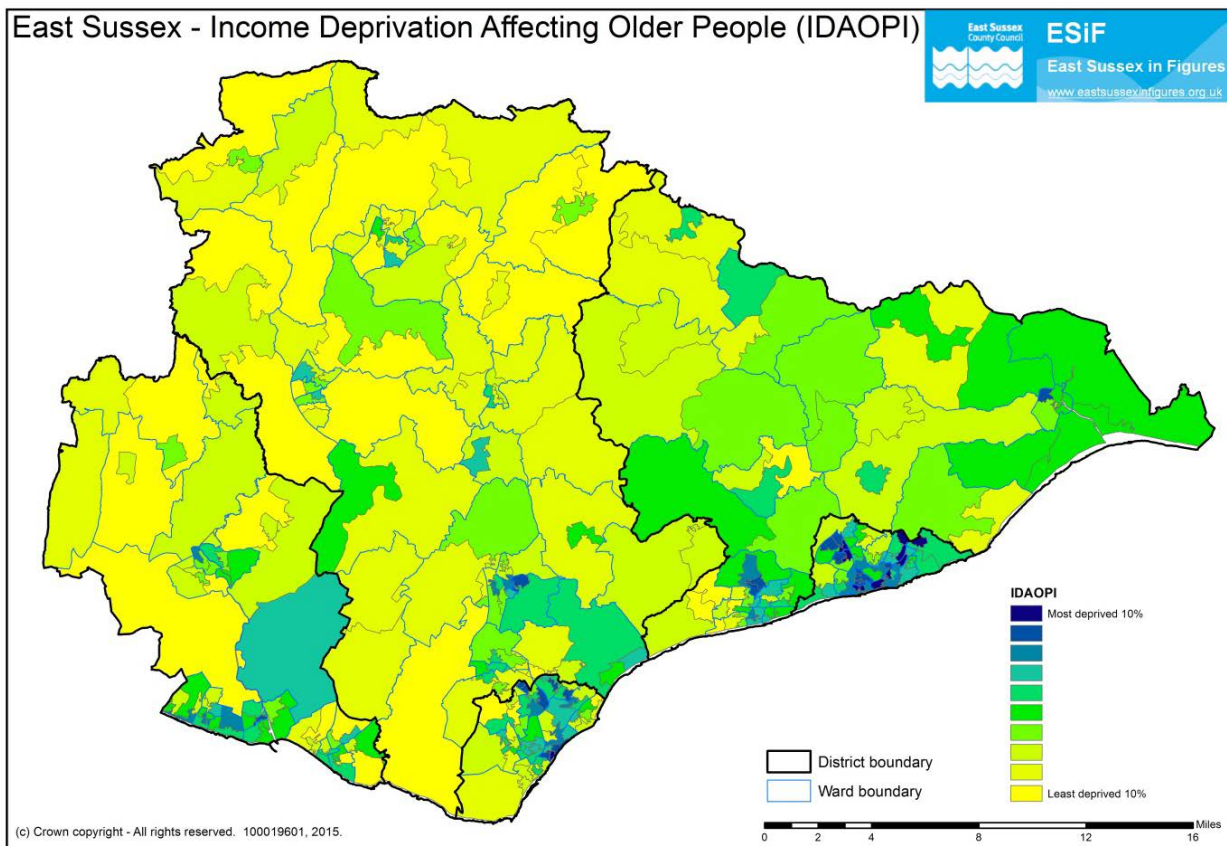 East Sussex - Income Deprivation Affecting Older People (IDAOPI)
East Sussex
County Council
ESiF
East Sussex in Figures
www.eastsussexinfigures.org.uk
IDAOPI
Most deprived 10%
Least deprived 10%
District boundary
Ward boundary
(c) Crown copyright - All rights reserved. 100019601, 2015.
Miles
0 2 4 8 12 16